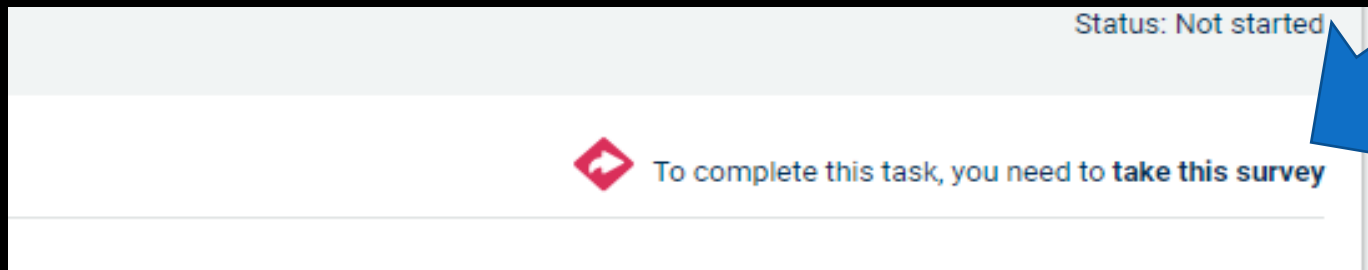 Status: Not started
To complete this task, you need to take this survey